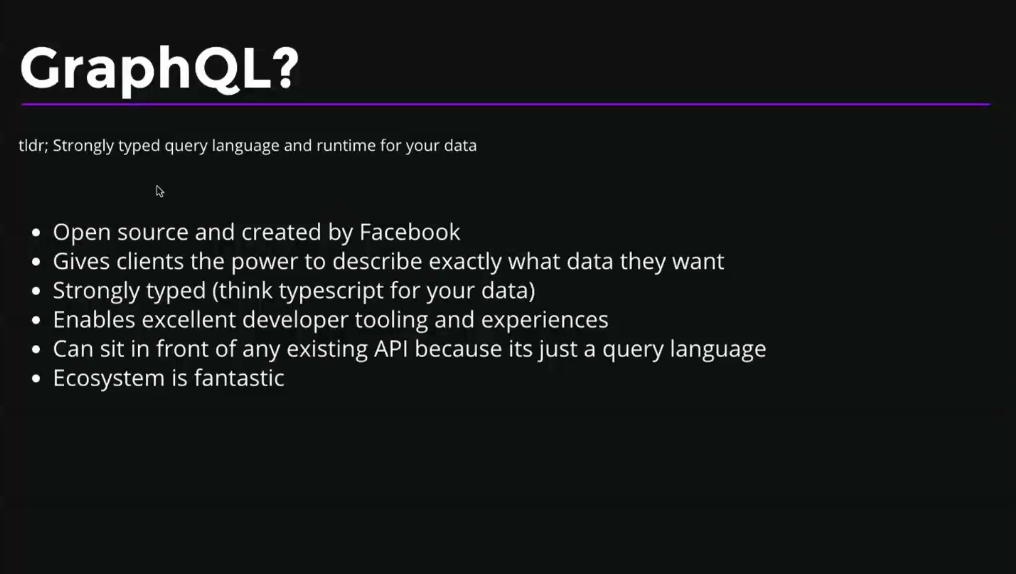 GraphQL?
tldr; Strongly typed query language and runtime for your data
• Open source and created by Facebook
• Gives clients the power to describe exactly what data they want
• Strongly typed (think typescript for your data)
• Enables excellent developer tooling and experiences
• Can sit in front of any existing API because its just a query language
• Ecosystem is fantastic